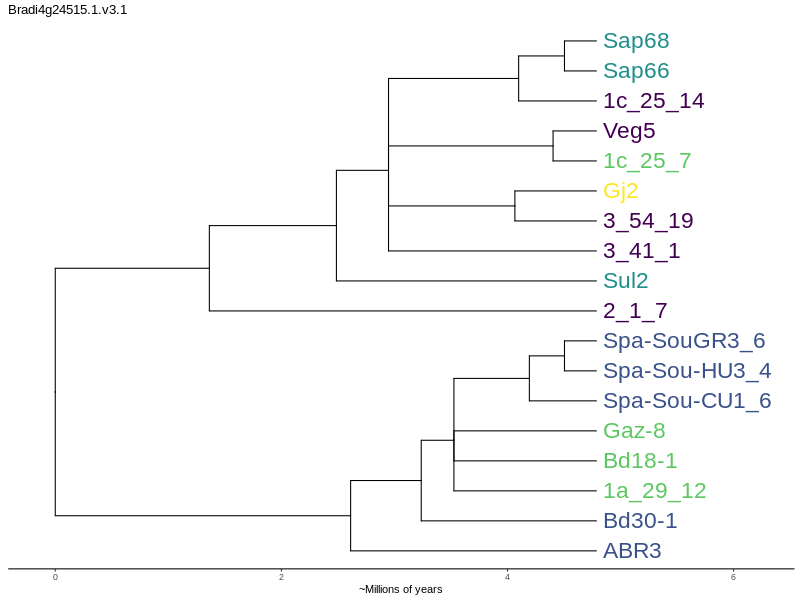 Bradi4g24515.1.v3.1
Sap68
Sap66
1c_25_14
Veg5
1c_25_7
Gj2
3_54_19
3_41_1
Sul2
2_1_7
Spa-SouGR3_6
Spa-Sou-HU3_4
Spa-Sou-CU1_6
Gaz-8
Bd18-1
1a_29_12
Bd30-1
ABR3
0 2 4 6
~Millions of years